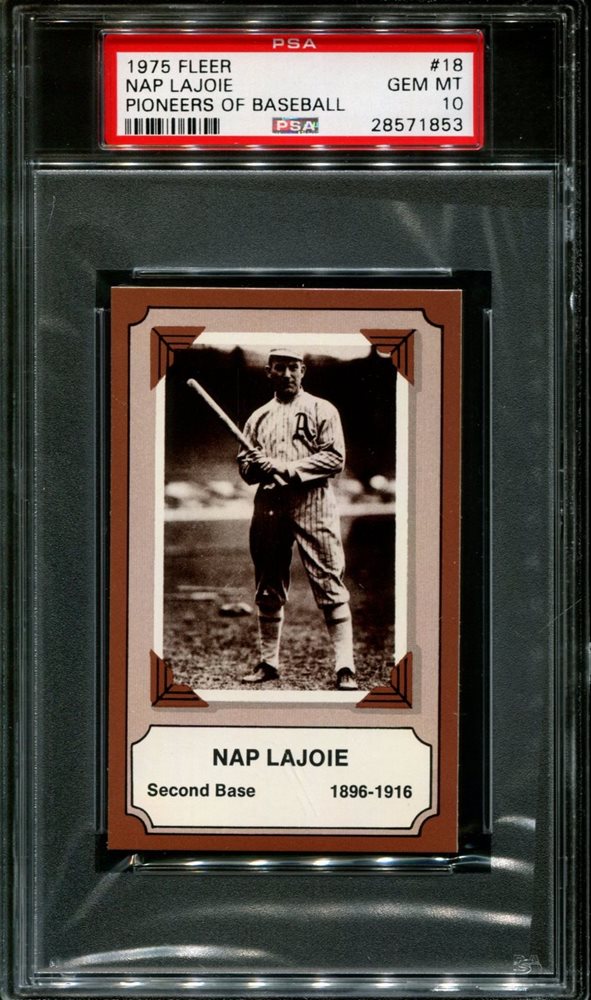 PSA
1975 FLEER #18
NAP LAJOIE GEM MT
PIONEERS OF BASEBALL 10
PSA 28571853
A
NAP LAJOIE
Second Base 1896-1916